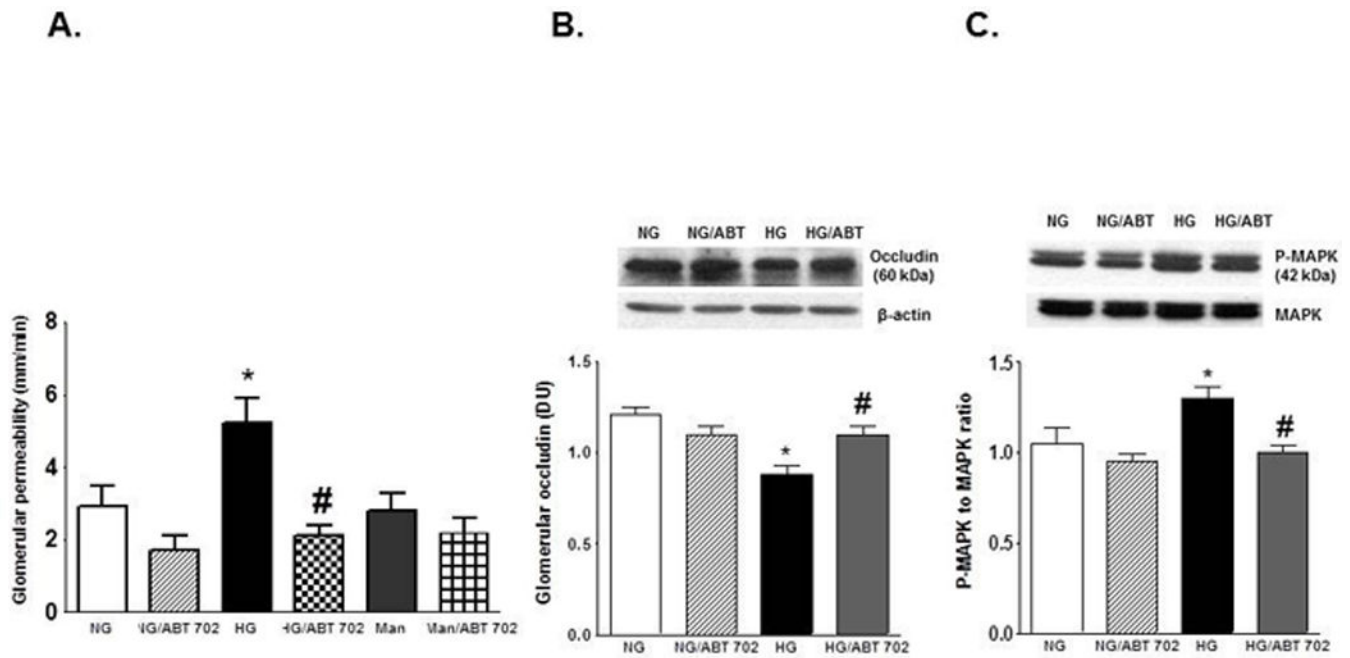 A.
B.
C.
NG NG/ABT HG HG/ABT
Occludin
(60 kDa)
β-actin
NG NG/ABT HG HG/ABT
P-MAPK
(42 kDa)
MAPK
Glomerular permeability (mm/min)
8
6
4
2
0
*
#
NG NG/ABT 702 HG HG/ABT 702 Man Man/ABT 702
Glomerular occludin (DU)
1.5
1.0
0.5
0.0
*
#
NG NG/ABT 702 HG HG/ABT 702
P-MAPK to MAPK ratio
1.5
1.0
0.5
0.0
*
#
NG NG/ABT 702 HG HG/ABT 702